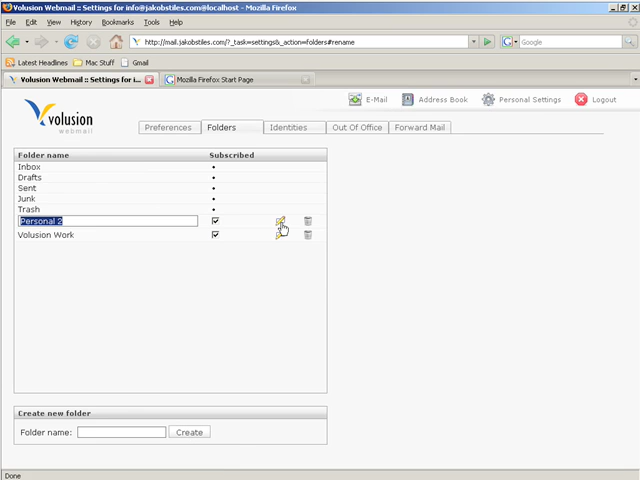 Volusion Webmail :: Settings for info@jakobstiles.com@localhost - Mozilla Firefox
File Edit View History Bookmarks Tools Help
http://mail.jakobstiles.com/?_task=settings&_action=folders#rename
Google
Latest Headlines Mac Stuff Gmail
Volusion Webmail :: Settings for i... Mozilla Firefox Start Page
volusion
webmail
E-Mail Address Book Personal Settings Logout
Preferences Folders Identities Out Of Office Forward Mail
Folder name Subscribed
Inbox
Drafts
Sent
Junk
Trash
Personal 2
Volusion Work
Create new folder
Folder name: Create
Done